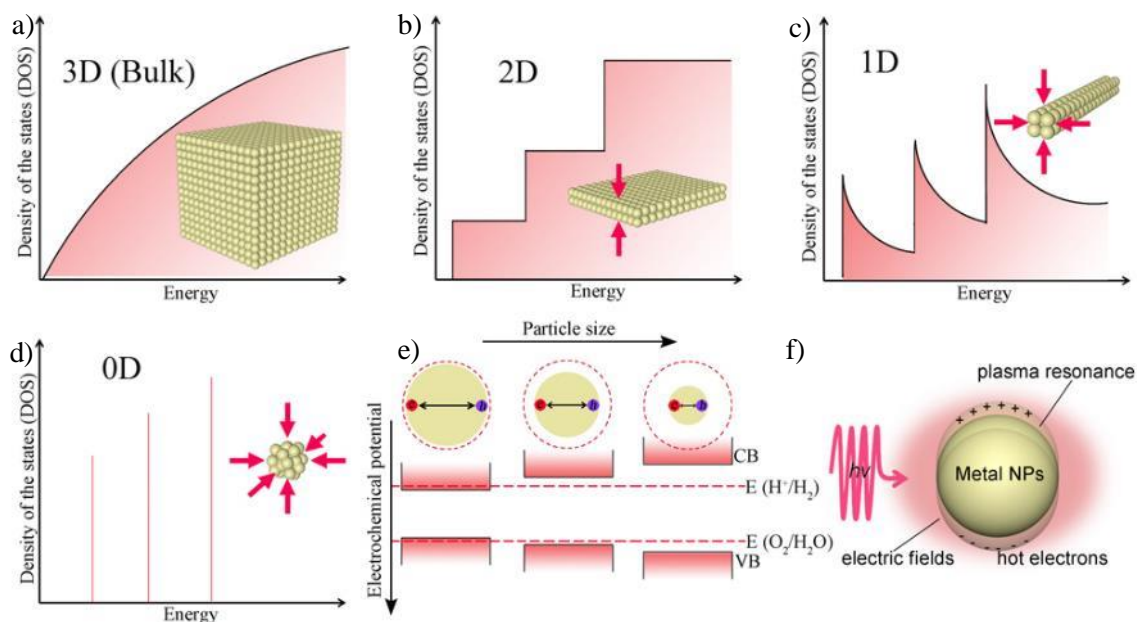 a)
3D (Bulk)
Density of the states (DOS)
Energy
b)
2D
Density of the states (DOS)
Energy
c)
1D
Density of the states (DOS)
Energy
d)
0D
Density of the states (DOS)
Energy
e)
Particle size
Electrochemical potential
e h e h e h
CB
E (H⁺/H₂)
E (O₂/H₂O)
VB
f)
plasma resonance
+ + + + + +
hν
Metal NPs
- - - - - -
electric fields
hot electrons